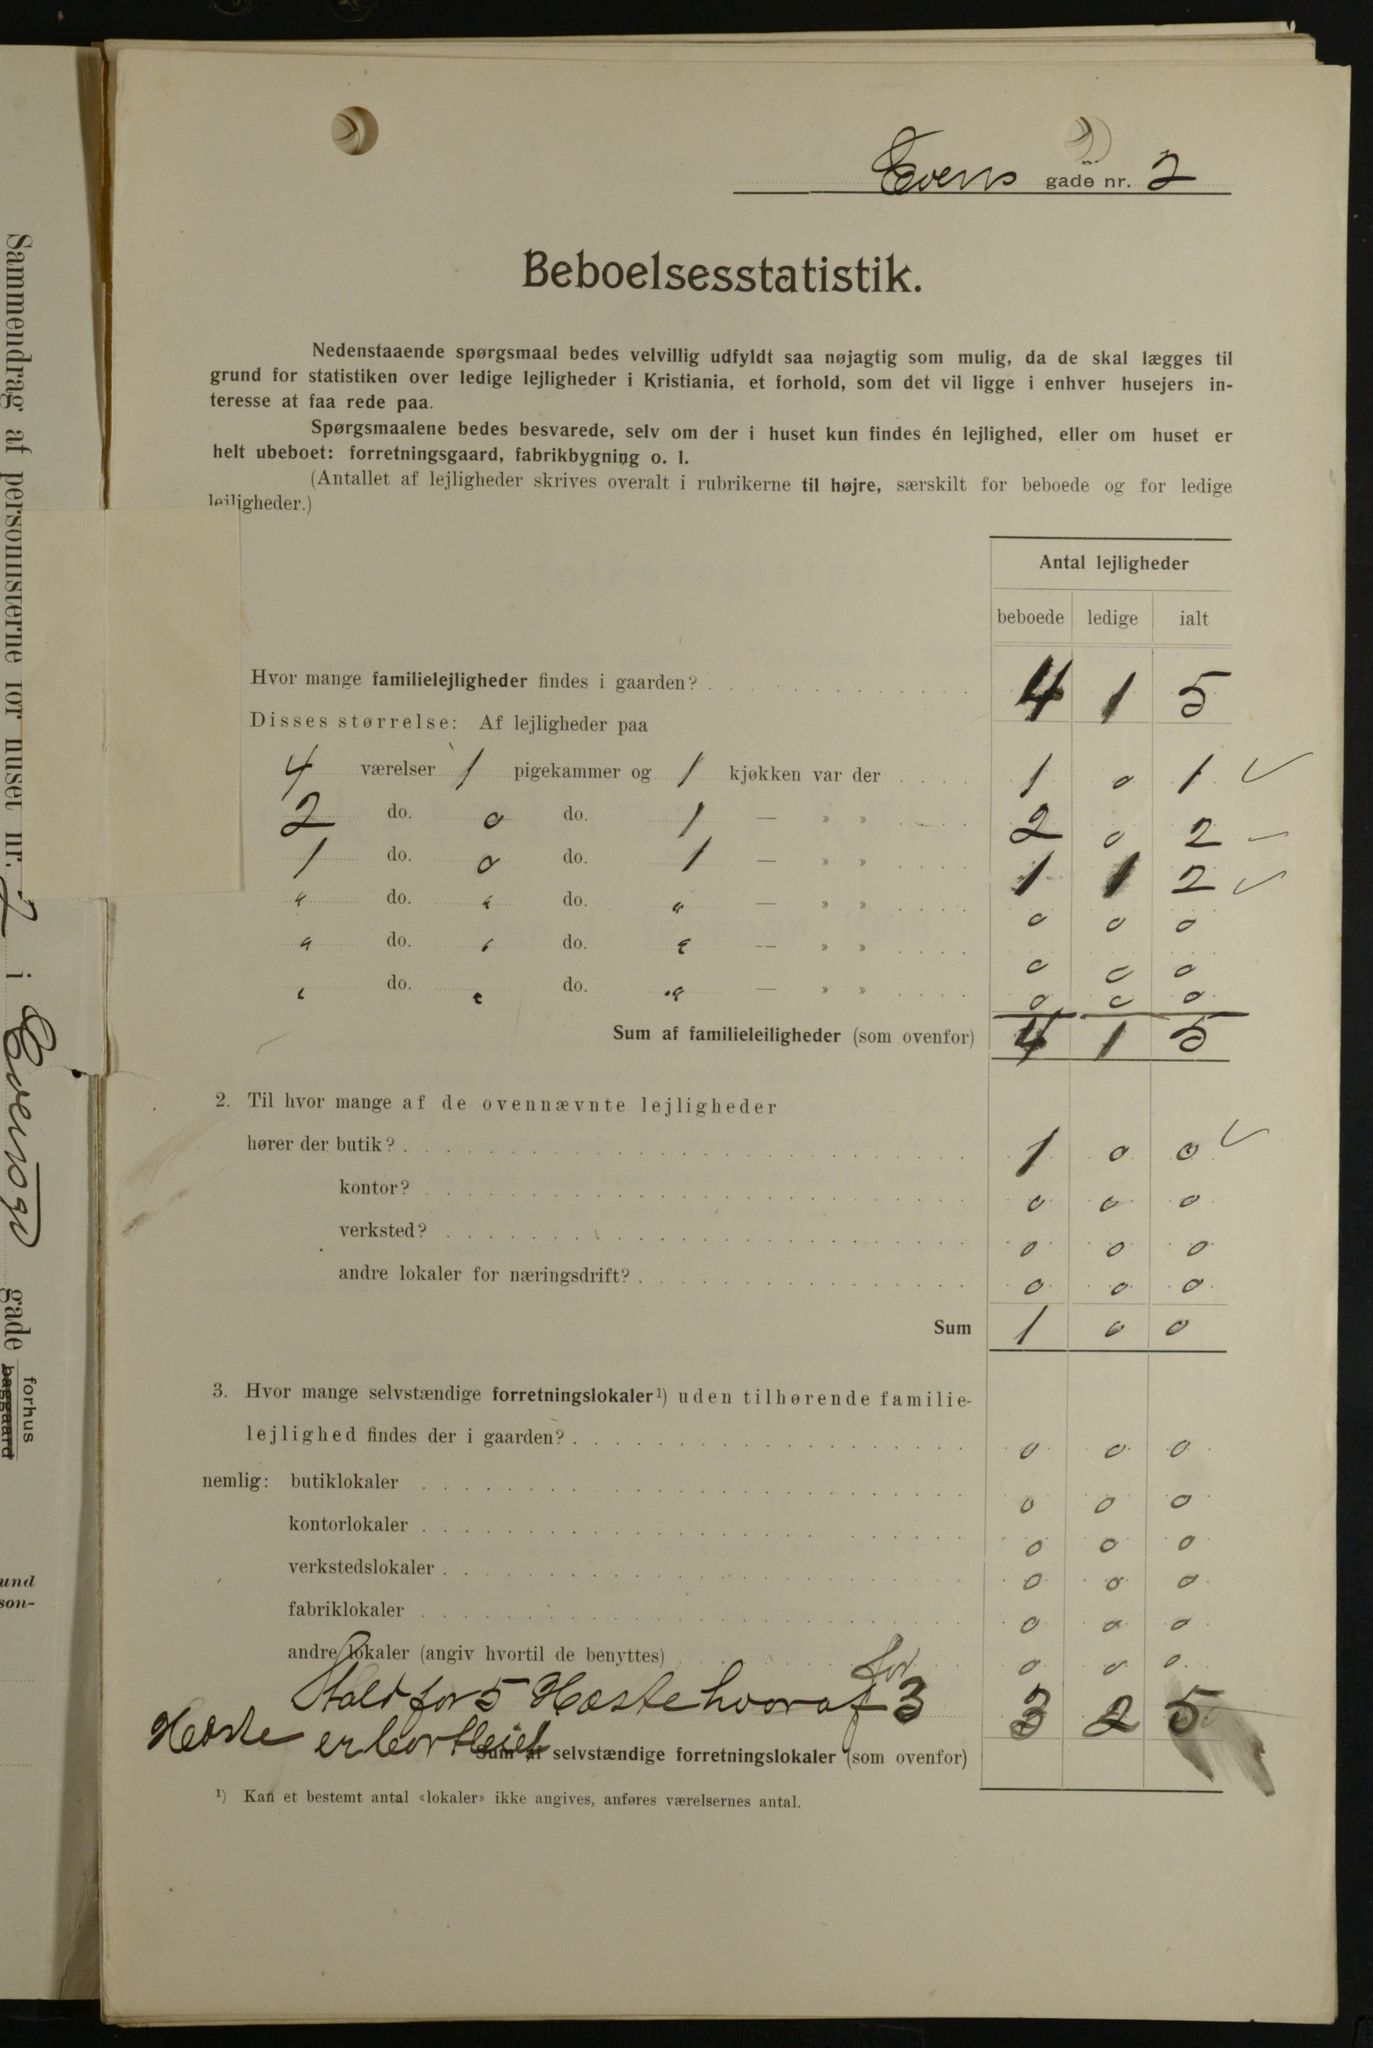 Evens gade nr. 2
Beboelsesstatistik.
Nedenstaaende spørgsmaal bedes velvillig udfyldt saa nøjagtig som mulig, da de skal lægges til
grund for statistiken over ledige lejligheder i Kristiania, et forhold, som det vil ligge i enhver husejers in-
teresse at faa rede paa.
Spørgsmaalene bedes besvarede, selv om der i huset kun findes én lejlighed, eller om huset er
helt ubeboet: forretningsgaard, fabrikbygning o. l.
(Antallet af lejligheder skrives overalt i rubrikerne til højre, særskilt for beboede og for ledige
lejligheder.)
Antal lejligheder
beboede ledige ialt
Hvor mange familielejligheder findes i gaarden? 4 1 5
Disses størrelse: Af lejligheder paa
4 værelser 1 pigekammer og 1 kjøkken var der 1 0 1 ✓
2 do. 0 do. 1 — » » 2 0 2 –
1 do. 0 do. 1 — » » 1 1 2 ✓
" do. " do. " — » » 0 0 0
" do. " do. " — » » 0 0 0
" do. " do. " — » » 0 0 0
Sum af familieleiligheder (som ovenfor) 4 1 5
2. Til hvor mange af de ovennævnte lejligheder
hører der butik? 1 0 0 ✓
kontor? 0 0 0
verksted? 0 0 0
andre lokaler for næringsdrift? 0 0 0
Sum 1 0 0
3. Hvor mange selvstændige forretningslokaler¹) uden tilhørende familie-
lejlighed findes der i gaarden? 0 0 0
nemlig: butiklokaler 0 0 0
kontorlokaler 0 0 0
verkstedslokaler 0 0 0
fabriklokaler 0 0 0
andre lokaler (angiv hvortil de benyttes) 0 0 0
Stald for 5 Hæste hvoraf for 3 3 2 5
Hæste er bortleiet
Sum af selvstændige forretningslokaler (som ovenfor)
¹) Kan et bestemt antal «lokaler» ikke angives, anføres værelsernes antal.
Sammendrag af personlisterne for huset nr. 2 i Evens gade forhus
baggaard
und
son-